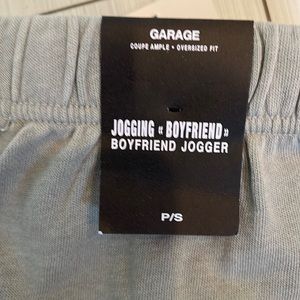 GARAGE
COUPE AMPLE • OVERSIZED FIT
JOGGING « BOYFRIEND »
BOYFRIEND JOGGER
P/S